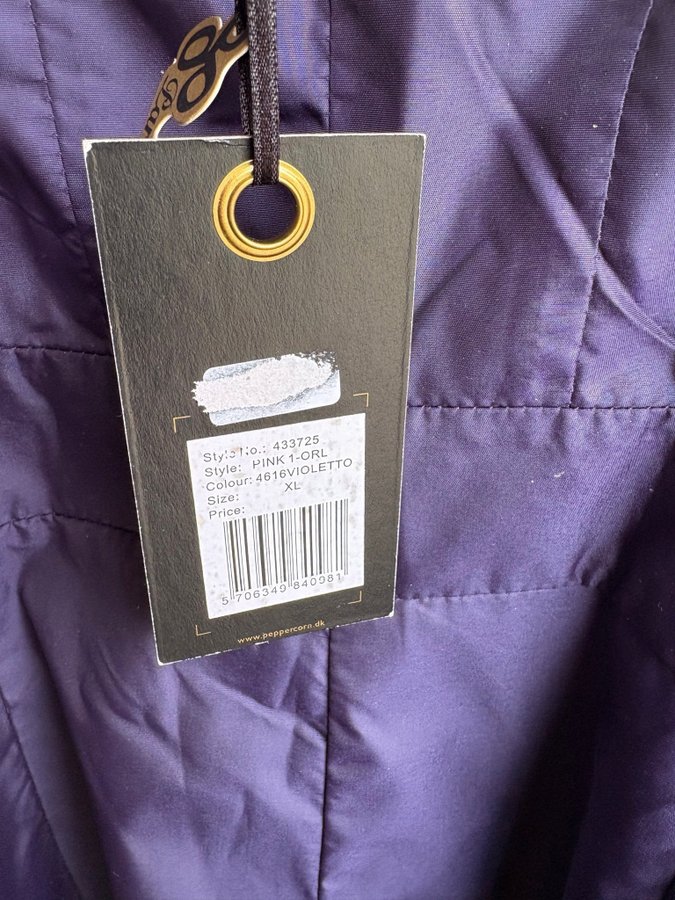 Style No.: 433725
Style: PINK 1-ORL
Colour: 4616VIOLETTO
Size: XL
Price:
5 706349 840981
www.peppercorn.dk